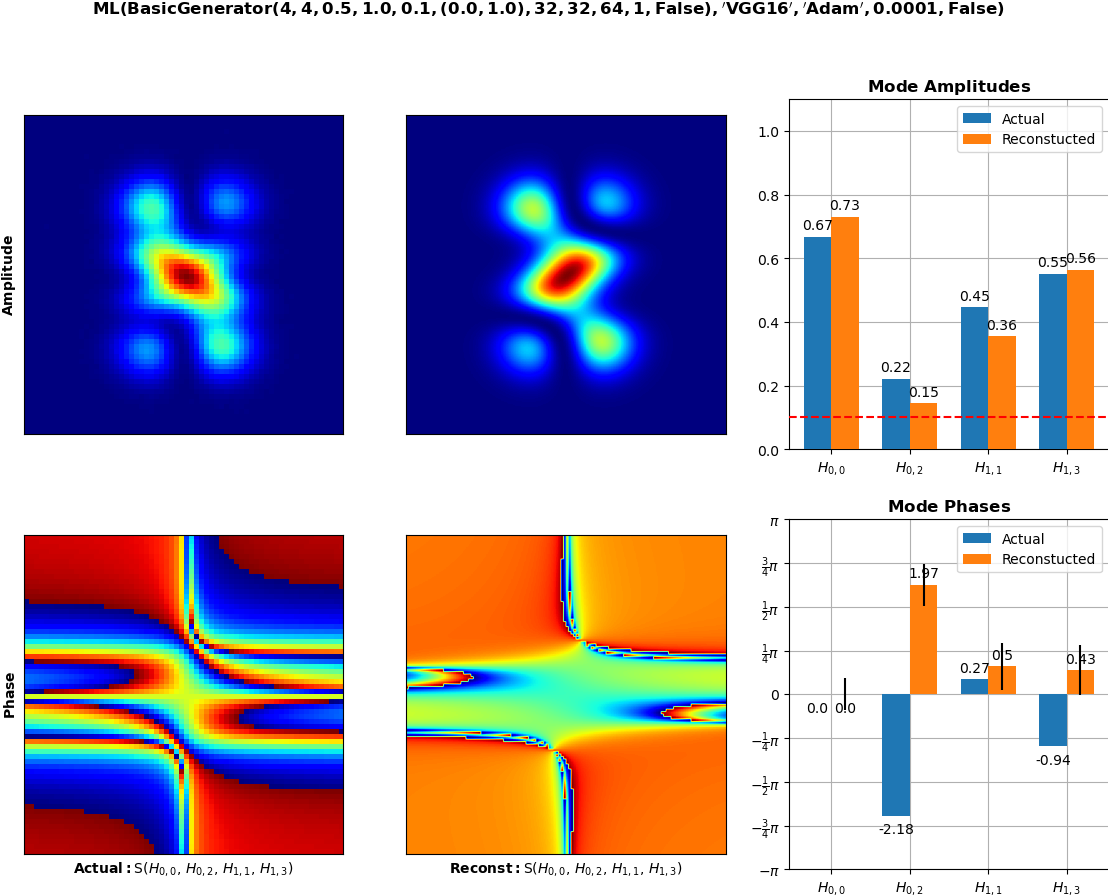 ML(BasicGenerator(4, 4, 0.5, 1.0, 0.1, (0.0, 1.0), 32, 32, 64, 1, False), 'VGG16', 'Adam', 0.0001, False)
Amplitude
Mode Amplitudes
Actual
Reconstucted
1.0
0.8
0.6
0.4
0.2
0.0
0.67
0.73
0.22
0.15
0.45
0.36
0.55
0.56
H0,0
H0,2
H1,1
H1,3
Phase
Actual: S(H0,0, H0,2, H1,1, H1,3)
Reconst: S(H0,0, H0,2, H1,1, H1,3)
Mode Phases
Actual
Reconstucted
π
3/4π
1/2π
1/4π
0
−1/4π
−1/2π
−3/4π
−π
0.0
0.0
-2.18
1.97
0.27
0.5
-0.94
0.43
H0,0
H0,2
H1,1
H1,3